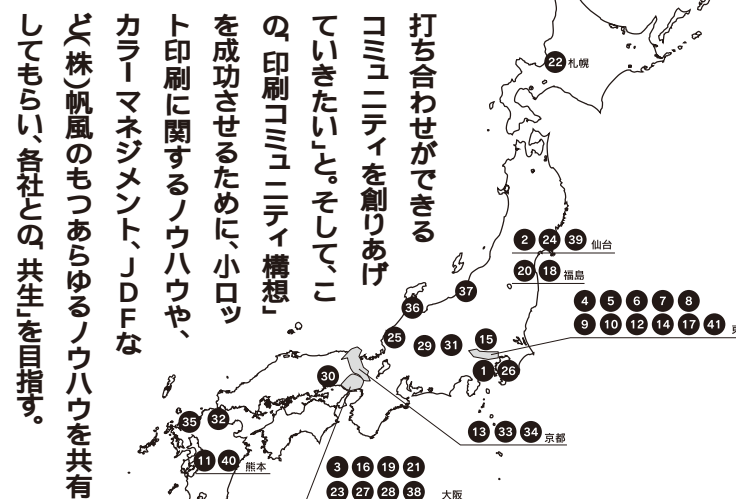 打ち合わせができる
コミュニティを創りあげ
ていきたい」と。そして、こ
の「印刷コミュニティ構想」
を成功させるために、小ロッ
ト印刷に関するノウハウや、
カラーマネジメント、JDFな
ど(株)帆風のもつあらゆるノウハウを共有
してもらい、各社との「共生」を目指す。
22 札幌
2 24 39 仙台
20 18 福島
37
36
4 5 6 7 8
9 10 12 14 17 41
25 29 31 15
1 26
30
35 32
13 33 34 京都
11 40 熊本
3 16 19 21
23 27 28 38 大阪